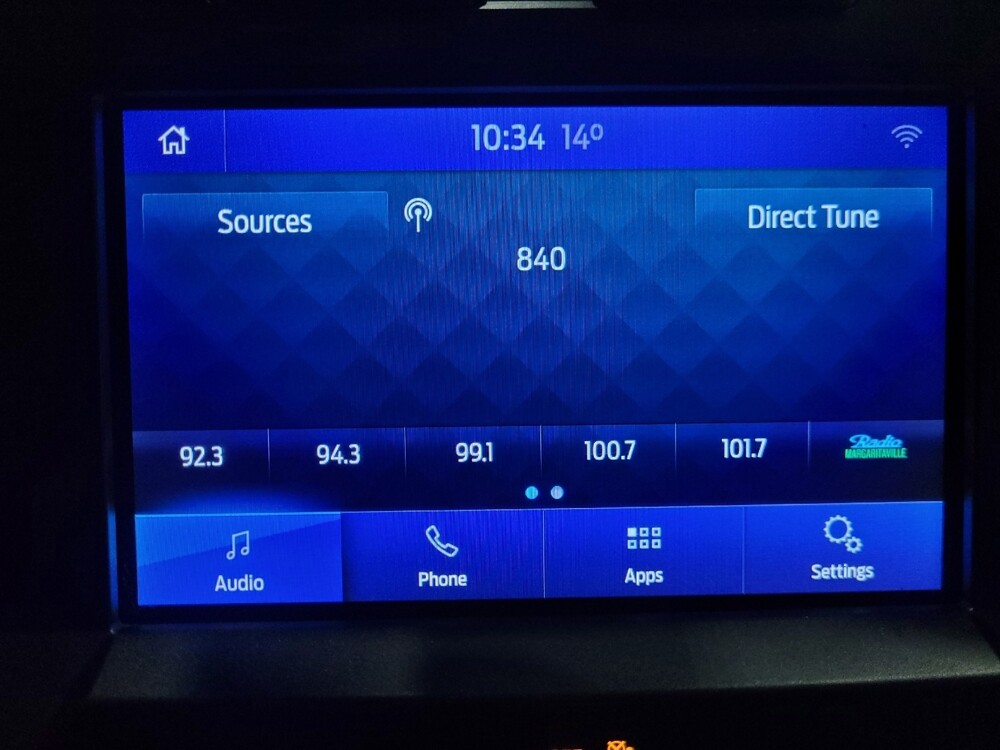 10:34 14º
Sources
Direct Tune
840
92.3 94.3 99.1 100.7 101.7 Radio
MARGARITAVILLE
Audio Phone Apps Settings